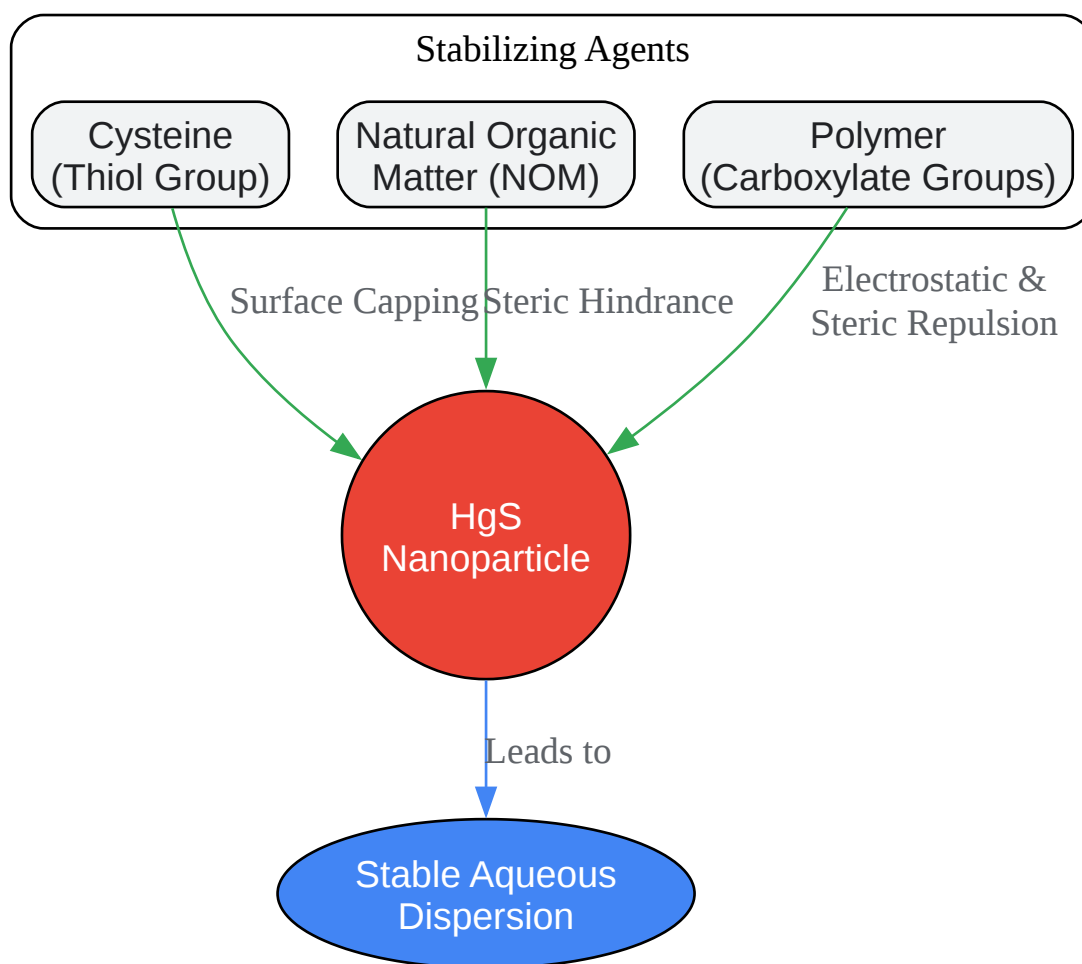 Stabilizing Agents
Cysteine
(Thiol Group)
Natural Organic
Matter (NOM)
Polymer
(Carboxylate Groups)
Surface Capping
Steric Hindrance
Electrostatic &
Steric Repulsion
HgS
Nanoparticle
Leads to
Stable Aqueous
Dispersion